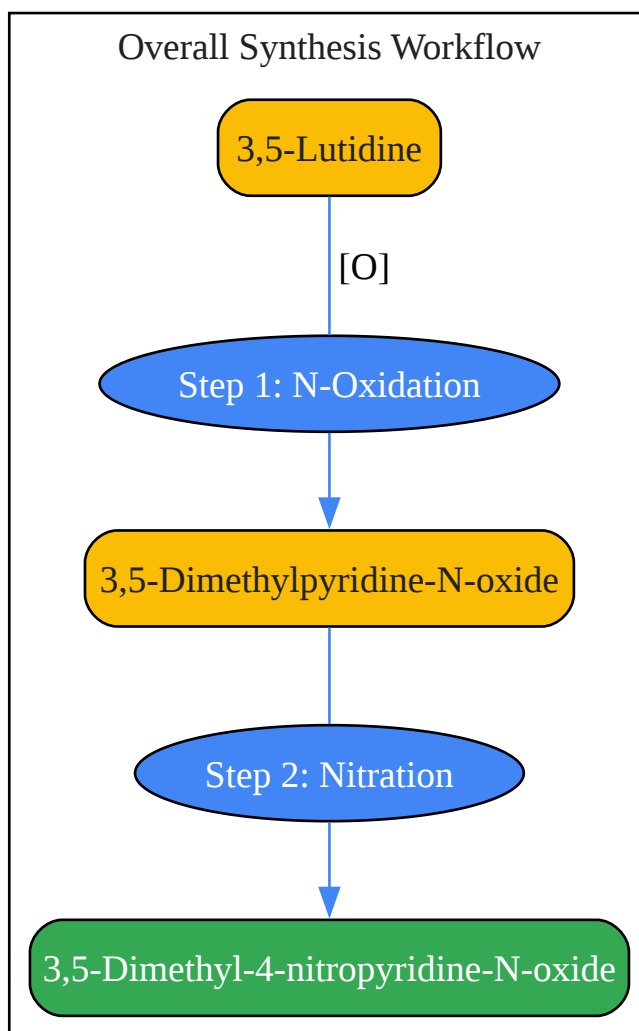 Overall Synthesis Workflow
3,5-Lutidine
[O]
Step 1: N-Oxidation
3,5-Dimethylpyridine-N-oxide
Step 2: Nitration
3,5-Dimethyl-4-nitropyridine-N-oxide